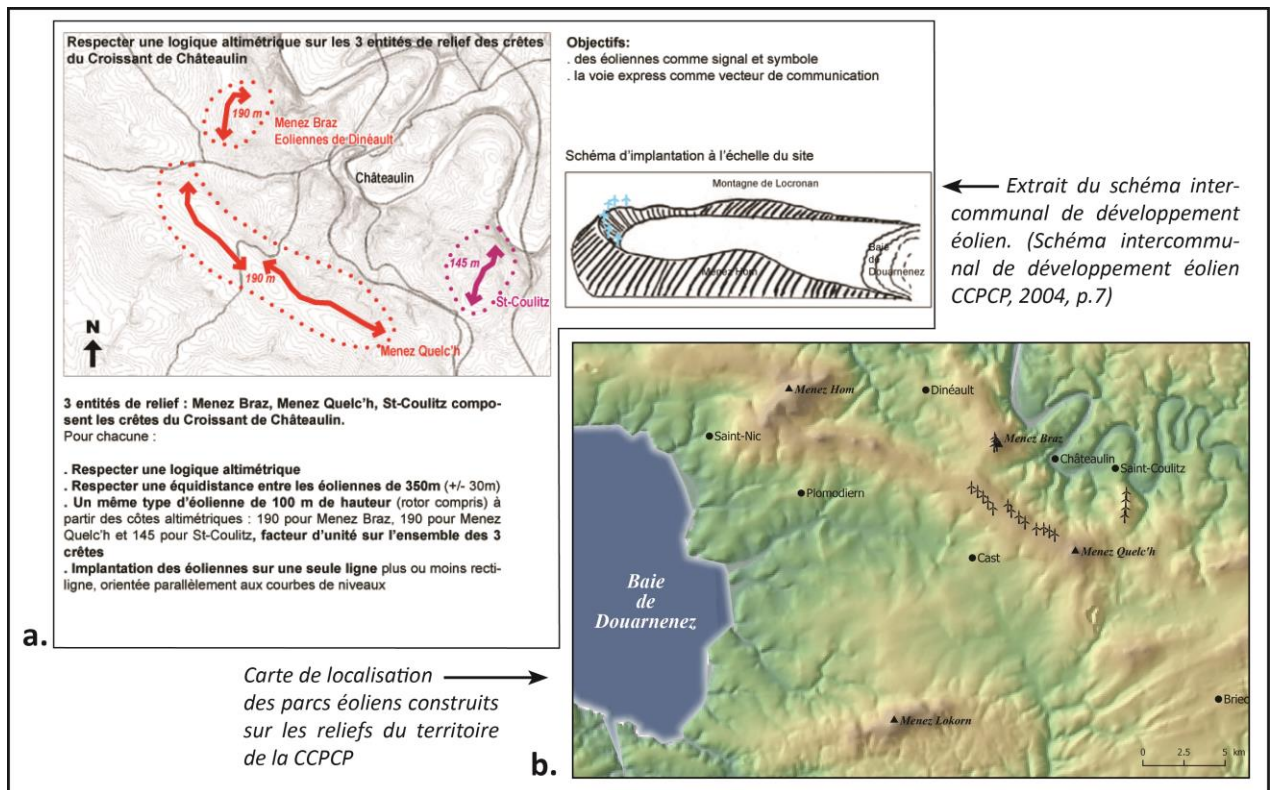 Respecter une logique altimétrique sur les 3 entités de relief des crêtes
du Croissant de Châteaulin
190 m
Menez Braz
Eoliennes de Dinéault
Châteaulin
190 m
145 m
St-Coulitz
Menez Quelc'h
N
Objectifs:
. des éoliennes comme signal et symbole
. la voie express comme vecteur de communication
Schéma d'implantation à l'échelle du site
Montagne de Locronan
Baie
de
Douarnenez
Menez Hom
Extrait du schéma inter-
communal de développement
éolien. (Schéma intercommu-
nal de développement éolien
CCPCP, 2004, p.7)
3 entités de relief : Menez Braz, Menez Quelc'h, St-Coulitz compo-
sent les crêtes du Croissant de Châteaulin.
Pour chacune :
. Respecter une logique altimétrique
. Respecter une équidistance entre les éoliennes de 350m (+/- 30m)
. Un même type d'éolienne de 100 m de hauteur (rotor compris) à
partir des côtes altimétriques : 190 pour Menez Braz, 190 pour Menez
Quelc'h et 145 pour St-Coulitz, facteur d'unité sur l'ensemble des 3
crêtes
. Implantation des éoliennes sur une seule ligne plus ou moins recti-
ligne, orientée parallèlement aux courbes de niveaux
a.
Carte de localisation
des parcs éoliens construits
sur les reliefs du territoire
de la CCPCP
b.
Menez Hom
Dinéault
Saint-Nic
Menez Braz
Châteaulin
Saint-Coulitz
Plomodiern
Menez Quelc'h
Cast
Baie
de
Douarnenez
Briec
Menez Lokorn
0 2.5 5 km